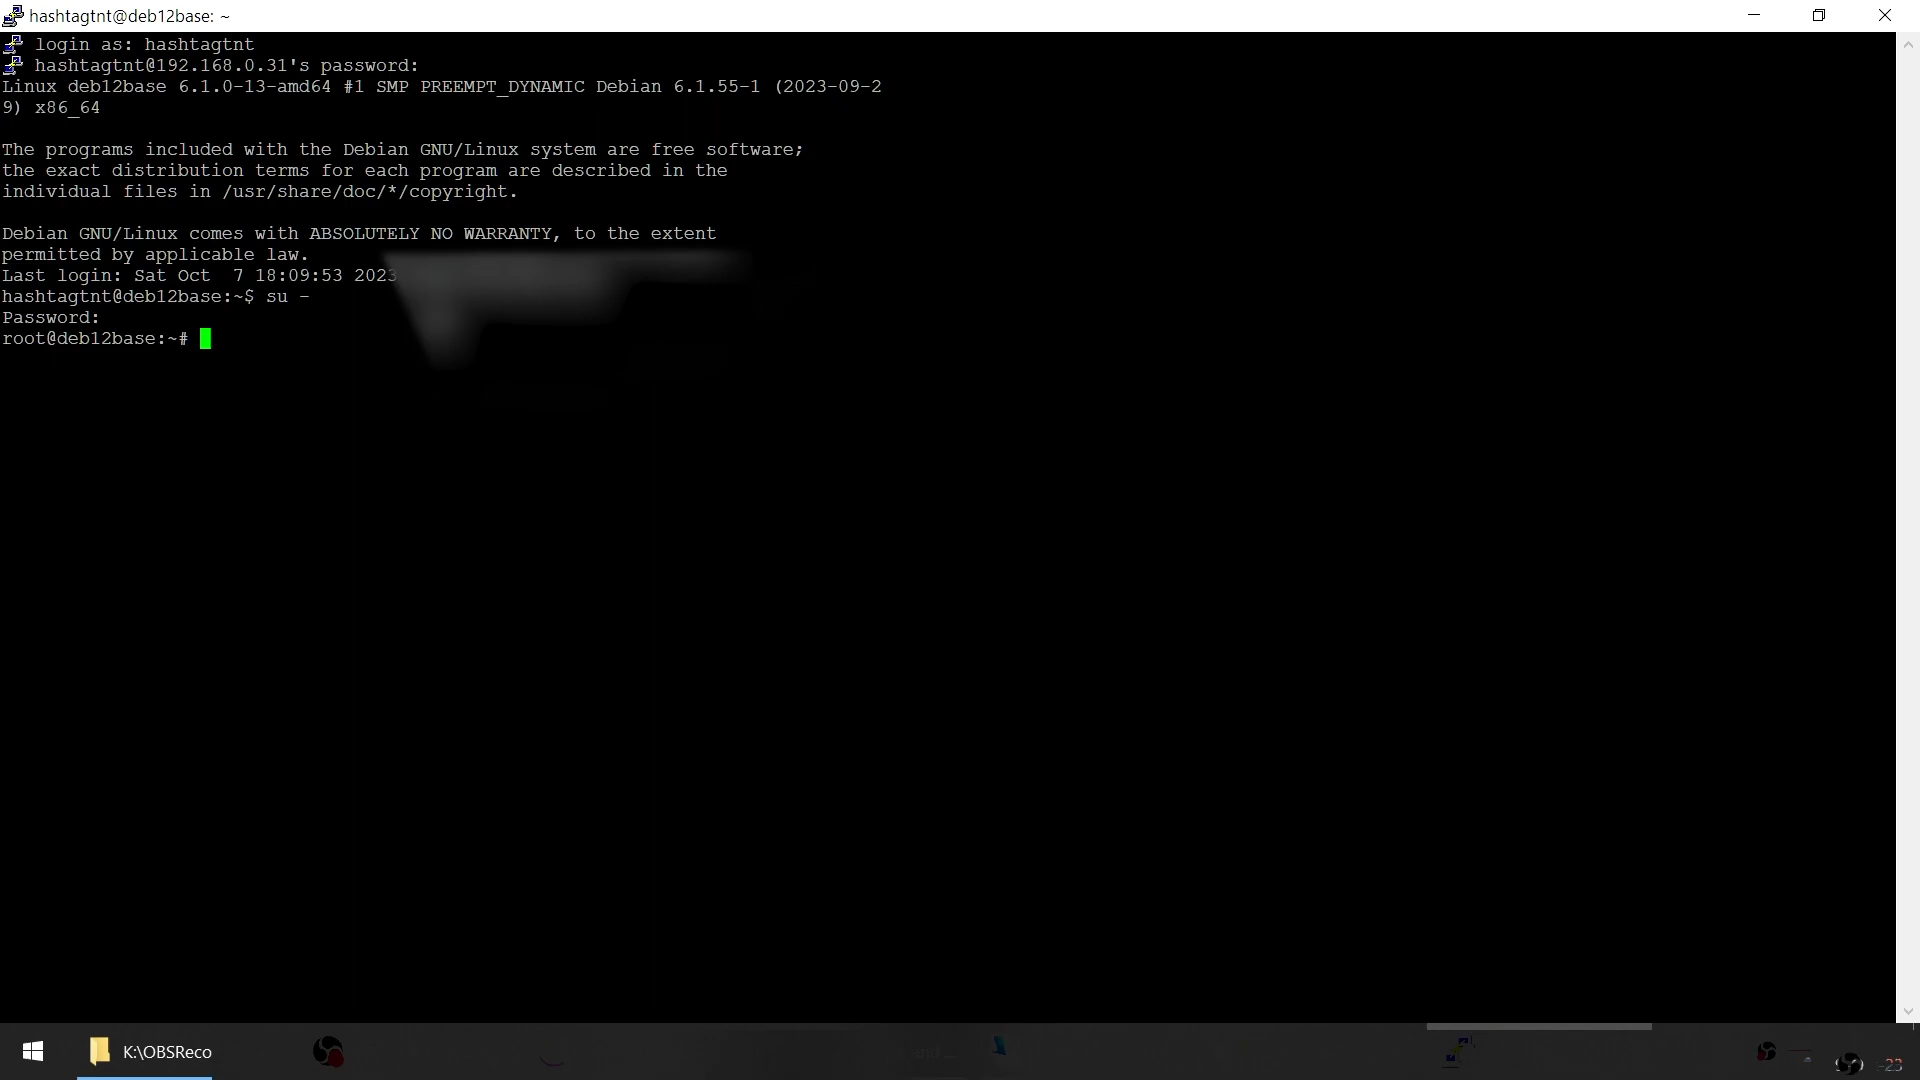 hashtagtnt@deb12base: ~
login as: hashtagtnt
hashtagtnt@192.168.0.31's password:
Linux deb12base 6.1.0-13-amd64 #1 SMP PREEMPT_DYNAMIC Debian 6.1.55-1 (2023-09-2
9) x86_64
The programs included with the Debian GNU/Linux system are free software;
the exact distribution terms for each program are described in the
individual files in /usr/share/doc/*/copyright.
Debian GNU/Linux comes with ABSOLUTELY NO WARRANTY, to the extent
permitted by applicable law.
Last login: Sat Oct  7 18:09:53 2023
hashtagtnt@deb12base:~$ su -
Password:
root@deb12base:~#
K:\OBSReco
-23